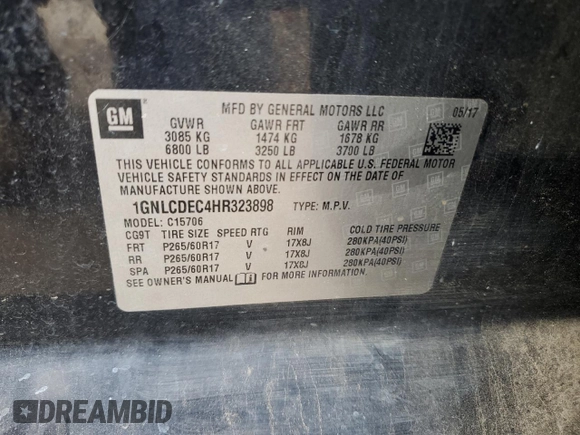 GM
MFD BY GENERAL MOTORS LLC 05/17
GVWR GAWR FRT GAWR RR
3085 KG 1474 KG 1678 KG
6800 LB 3250 LB 3700 LB
THIS VEHICLE CONFORMS TO ALL APPLICABLE U.S. FEDERAL MOTOR
VEHICLE SAFETY STANDARDS IN EFFECT ON THE DATE OF
MANUFACTURE SHOWN ABOVE.
1GNLCDEC4HR323898 TYPE: M.P.V.
MODEL: C15706
CG9T TIRE SIZE SPEED RTG RIM COLD TIRE PRESSURE
FRT P265/60R17 V 17X8J 280KPA(40PSI)
RR P265/60R17 V 17X8J 280KPA(40PSI)
SPA P265/60R17 V 17X8J 280KPA(40PSI)
SEE OWNER'S MANUAL FOR MORE INFORMATION
DREAMBID